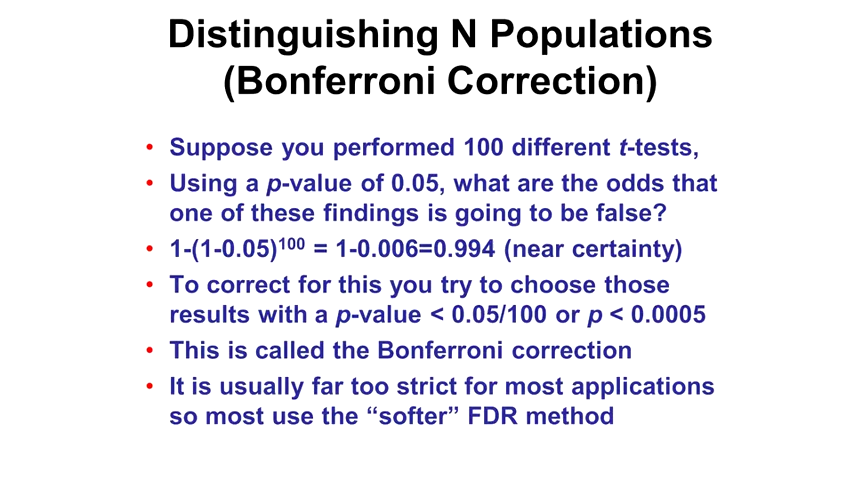 Distinguishing N Populations
(Bonferroni Correction)
• Suppose you performed 100 different t-tests,
• Using a p-value of 0.05, what are the odds that
one of these findings is going to be false?
• 1-(1-0.05)¹⁰⁰ = 1-0.006=0.994 (near certainty)
• To correct for this you try to choose those
results with a p-value < 0.05/100 or p < 0.0005
• This is called the Bonferroni correction
• It is usually far too strict for most applications
so most use the “softer” FDR method